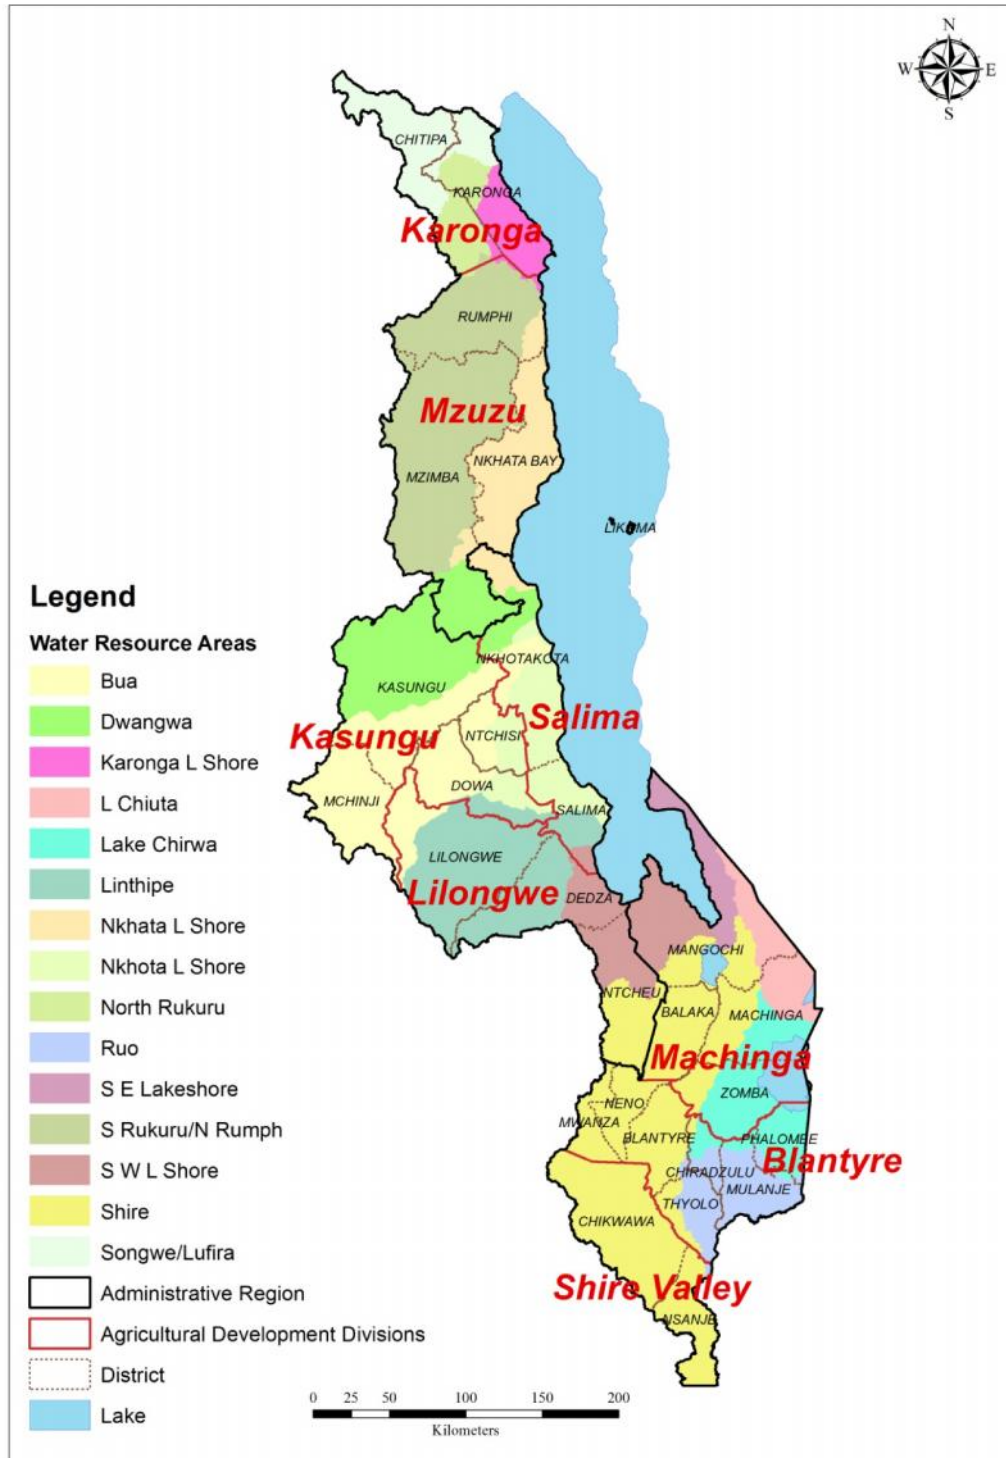 N
W E
S
CHITIPA
KARONGA
Karonga
RUMPHI
Mzuzu
NKHATA BAY
MZIMBA
LIKOMA
Legend
Water Resource Areas
Bua
Dwangwa
Karonga L Shore
L Chiuta
Lake Chirwa
Linthipe
Nkhata L Shore
Nkhota L Shore
North Rukuru
Ruo
S E Lakeshore
S Rukuru/N Rumph
S W L Shore
Shire
Songwe/Lufira
Administrative Region
Agricultural Development Divisions
District
Lake
NKHOTAKOTA
KASUNGU
Salima
Kasungu
NTCHISI
DOWA
MCHINJI
SALIMA
LILONGWE
Lilongwe
DEDZA
MANGOCHI
NTCHEU
BALAKA
MACHINGA
Machinga
ZOMBA
NENO
MWANZA
BLANTYRE
PHALOMBE
Blantyre
CHIRADZULU
MULANJE
THYOLO
CHIKWAWA
Shire Valley
NSANJE
0 25 50 100 150 200
Kilometers